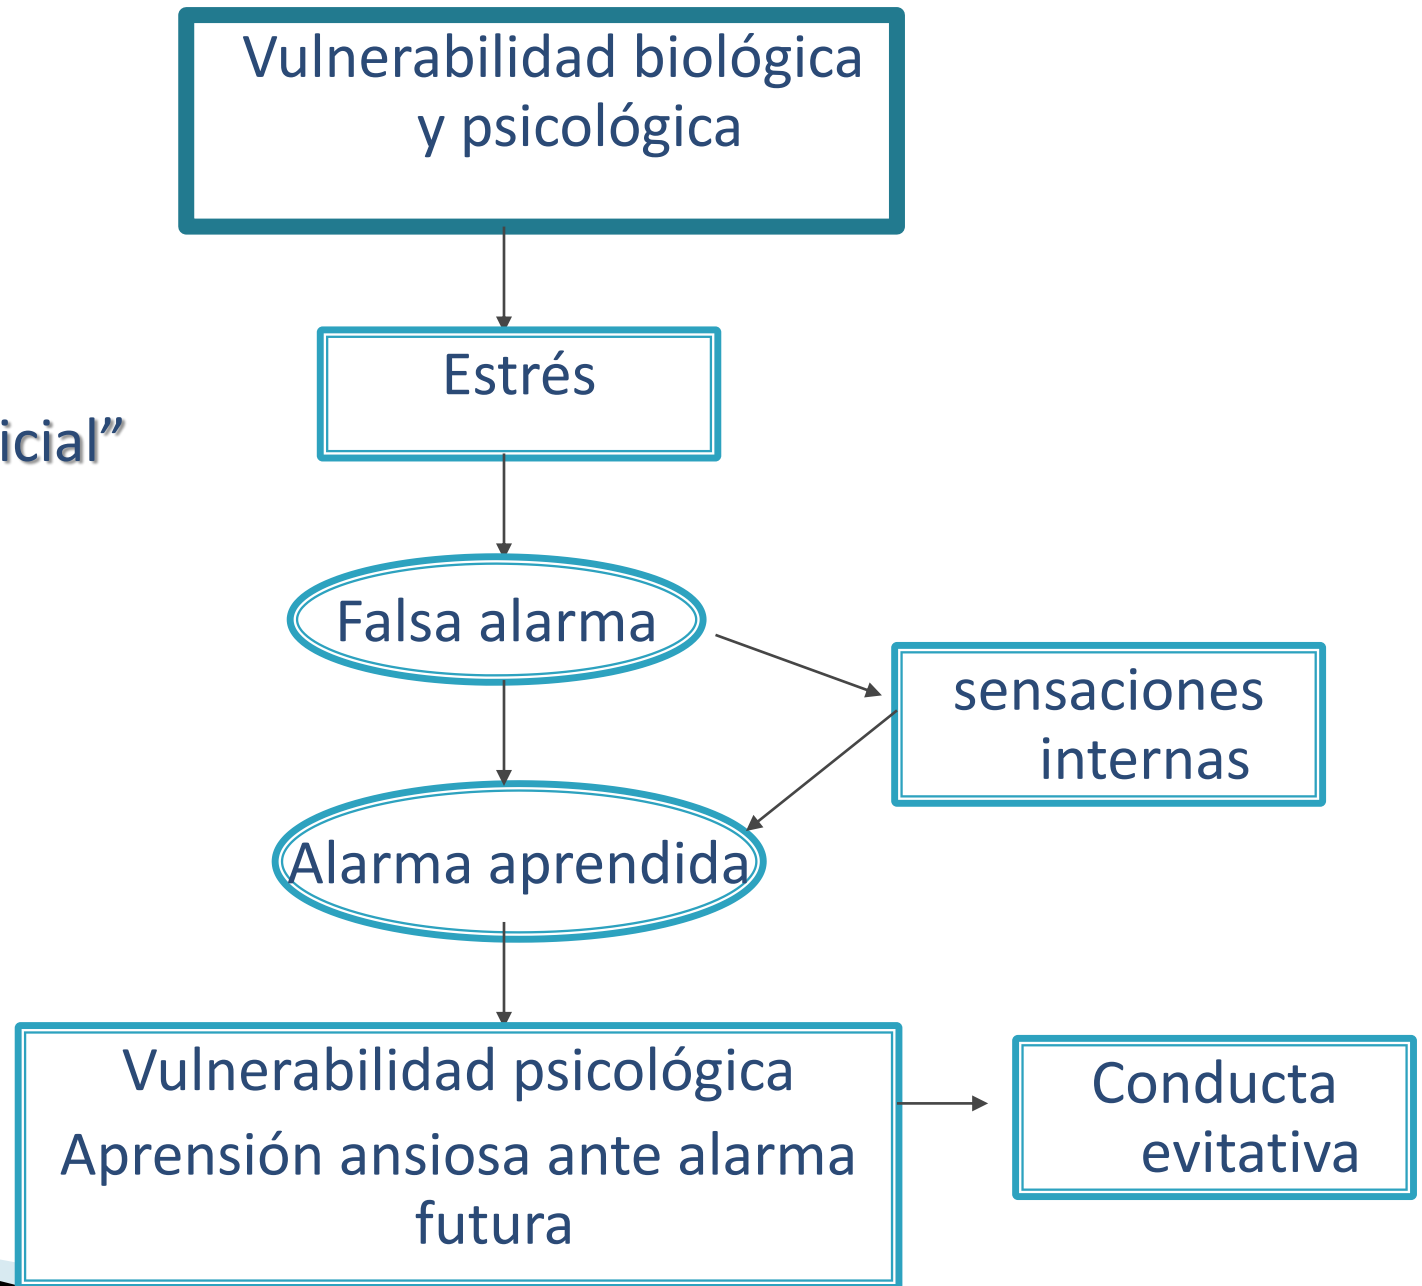 Vulnerabilidad biológica
y psicológica
Estrés
icial”
Falsa alarma
sensaciones
internas
Alarma aprendida
Vulnerabilidad psicológica
Aprensión ansiosa ante alarma
futura
Conducta
evitativa